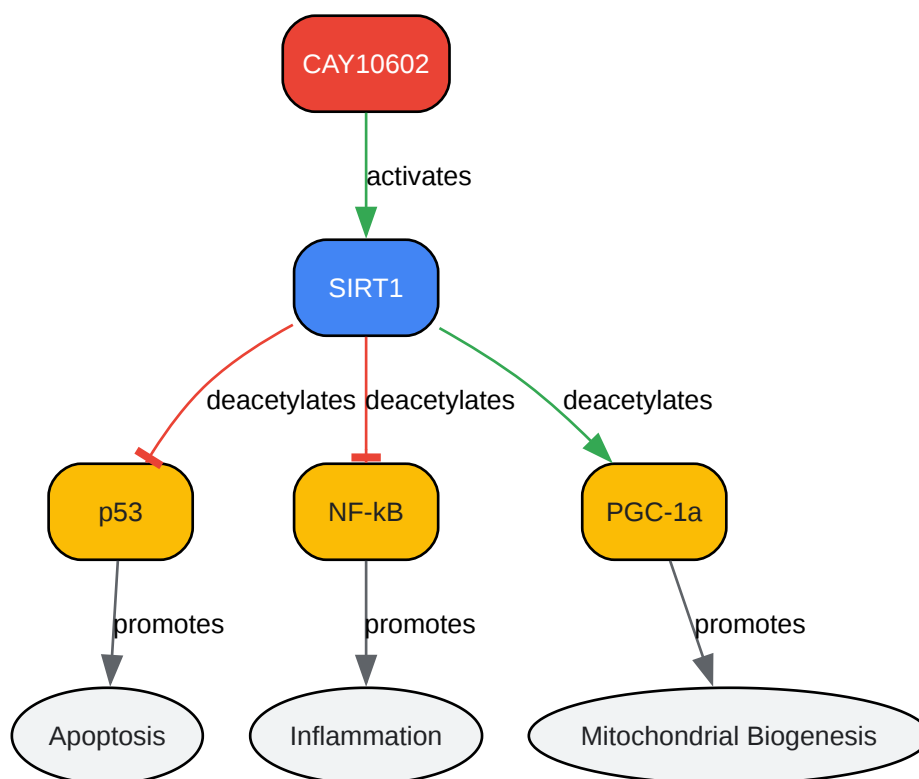 CAY10602
activates
SIRT1
deacetylates deacetylates deacetylates
p53 NF-kB PGC-1a
promotes promotes promotes
Apoptosis Inflammation Mitochondrial Biogenesis